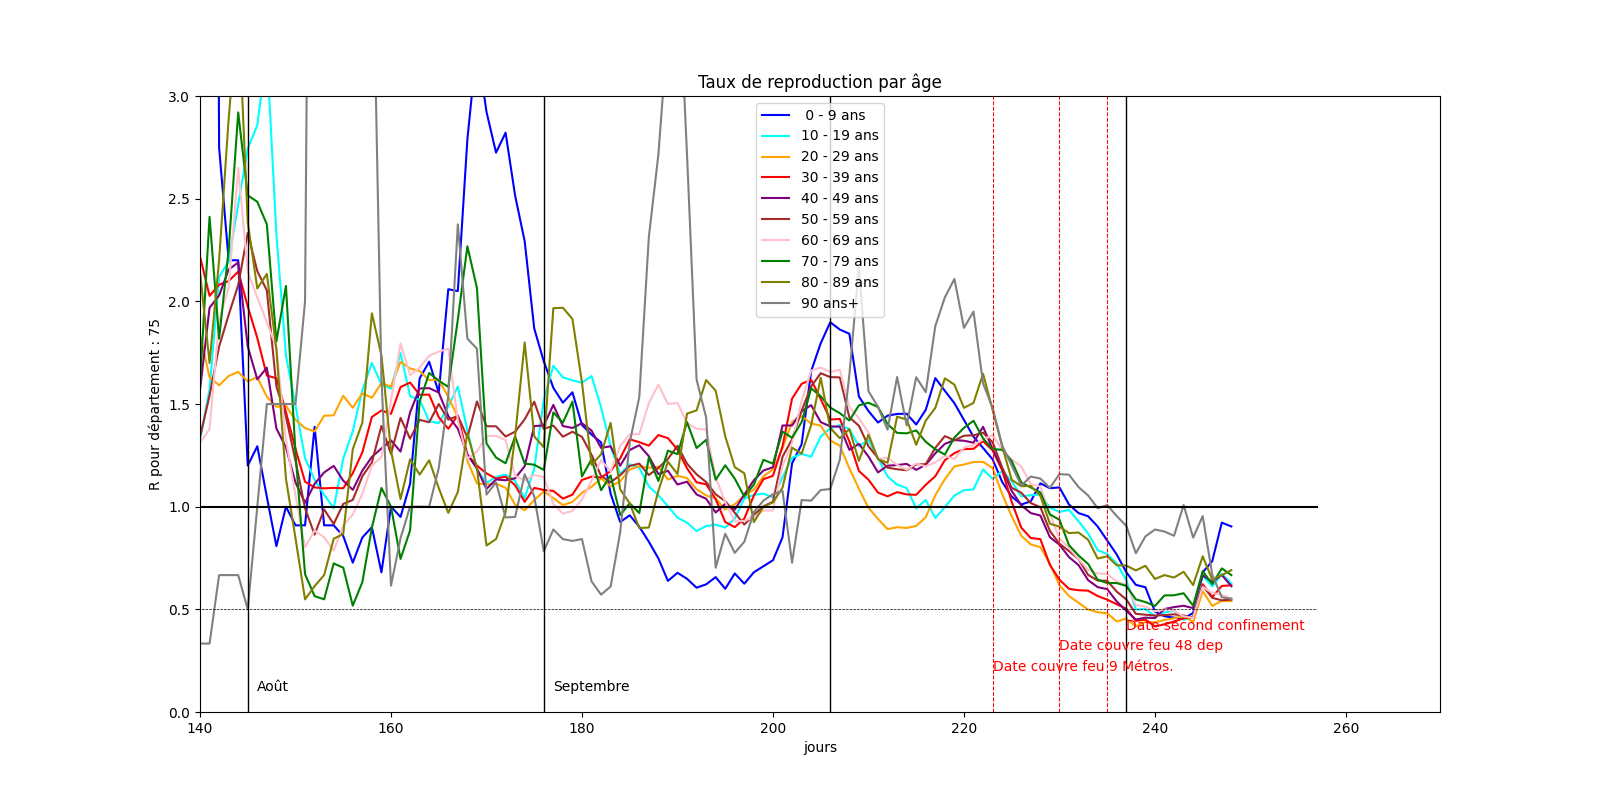 Taux de reproduction par âge
R pour département : 75
3.0
2.5
2.0
1.5
1.0
0.5
0.0
0 - 9 ans
10 - 19 ans
20 - 29 ans
30 - 39 ans
40 - 49 ans
50 - 59 ans
60 - 69 ans
70 - 79 ans
80 - 89 ans
90 ans+
Date second confinement
Date couvre feu 48 dep
Date couvre feu 9 Métros.
Août
Septembre
140 160 180 200 220 240 260
jours